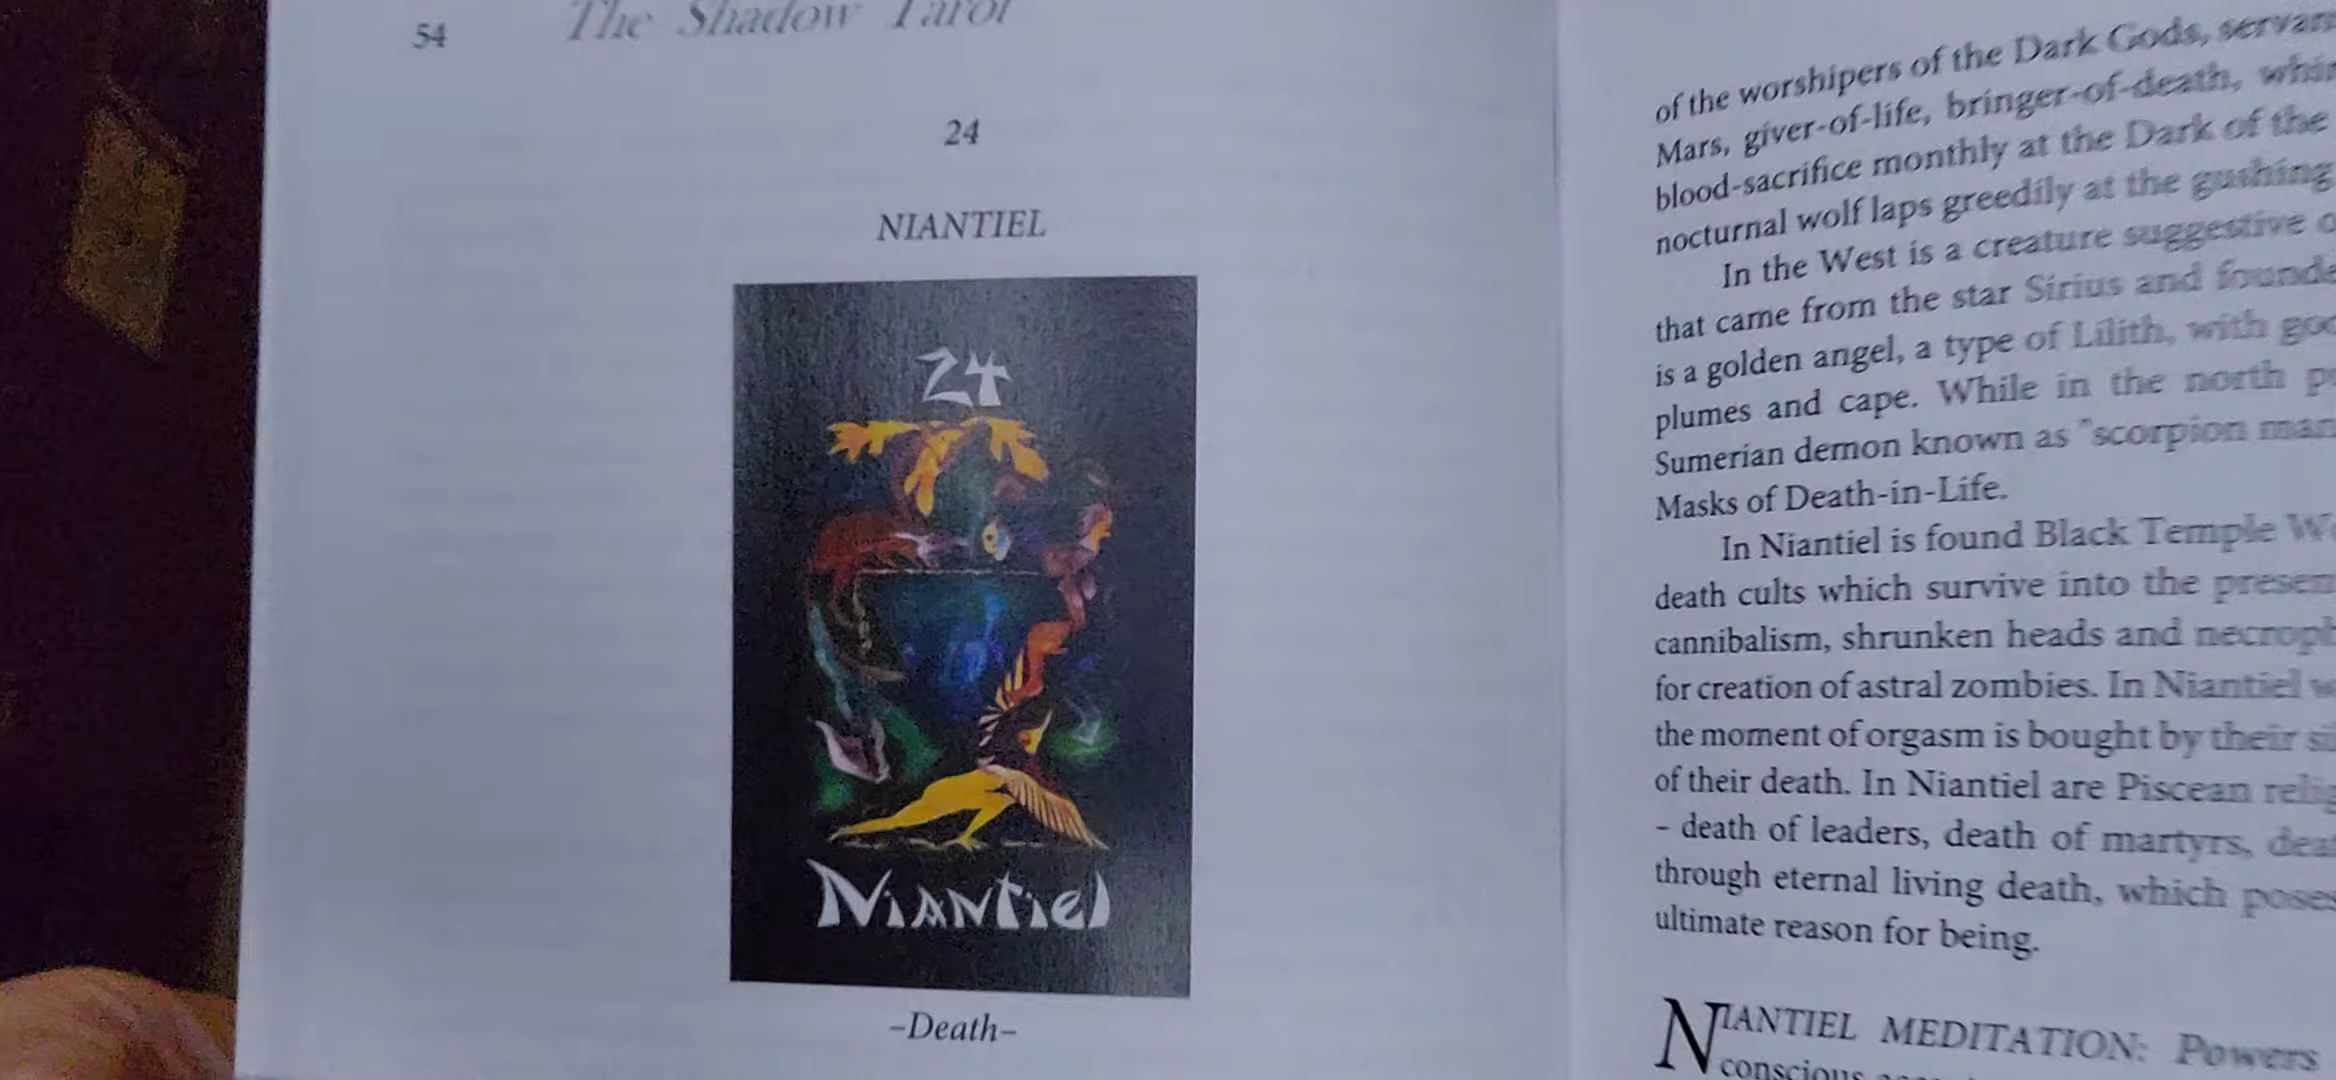 54
The Shadow Tarot
24
NIANTIEL
24
Niantiel
–Death–
of the worshipers of the Dark Gods,
Mars, giver-of-life, bringer-of-death,
blood-sacrifice monthly at the Dark of the
nocturnal wolf laps greedily at the gushing
In the West is a creature suggestive
that came from the star Sirius and
is a golden angel, a type of Lilith, with
plumes and cape. While in the north
Sumerian demon known as "scorpion
Masks of Death-in-Life.
In Niantiel is found Black Temple
death cults which survive into the
cannibalism, shrunken heads and
for creation of astral zombies. In Niantiel
the moment of orgasm is bought by their
of their death. In Niantiel are Piscean
– death of leaders, death of martyrs,
through eternal living death, which
ultimate reason for being.
NIANTIEL MEDITATION: Powers
conscious